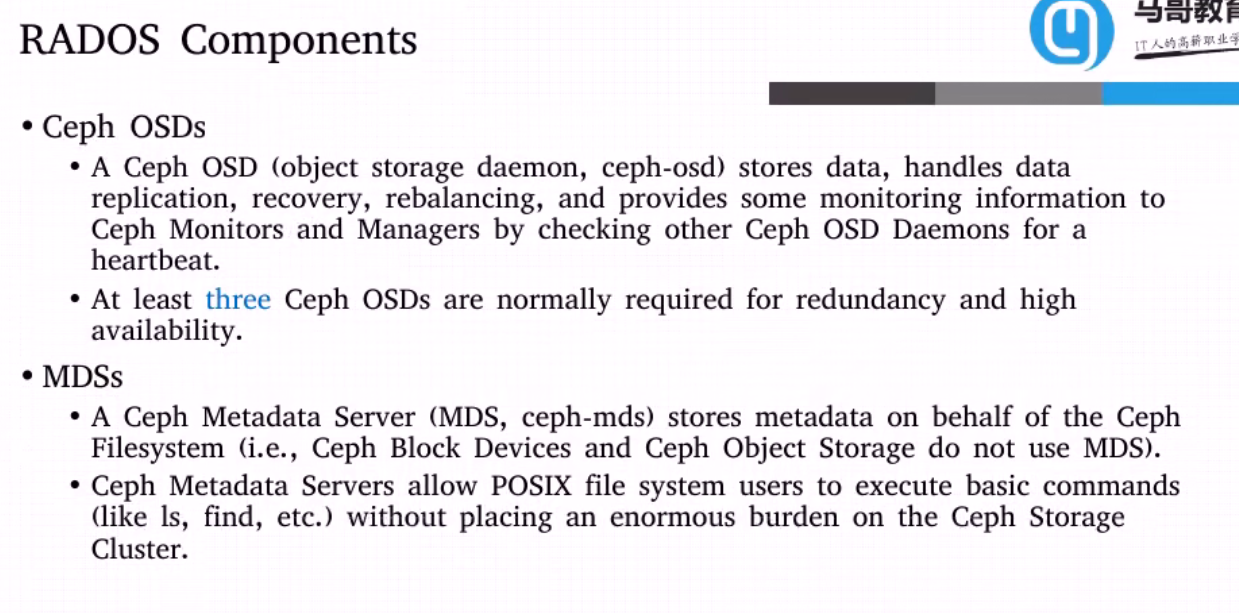 RADOS Components
马哥教育
IT人的高薪职业学
• Ceph OSDs
• A Ceph OSD (object storage daemon, ceph-osd) stores data, handles data
replication, recovery, rebalancing, and provides some monitoring information to
Ceph Monitors and Managers by checking other Ceph OSD Daemons for a
heartbeat.
• At least three Ceph OSDs are normally required for redundancy and high
availability.
• MDSs
• A Ceph Metadata Server (MDS, ceph-mds) stores metadata on behalf of the Ceph
Filesystem (i.e., Ceph Block Devices and Ceph Object Storage do not use MDS).
• Ceph Metadata Servers allow POSIX file system users to execute basic commands
(like ls, find, etc.) without placing an enormous burden on the Ceph Storage
Cluster.